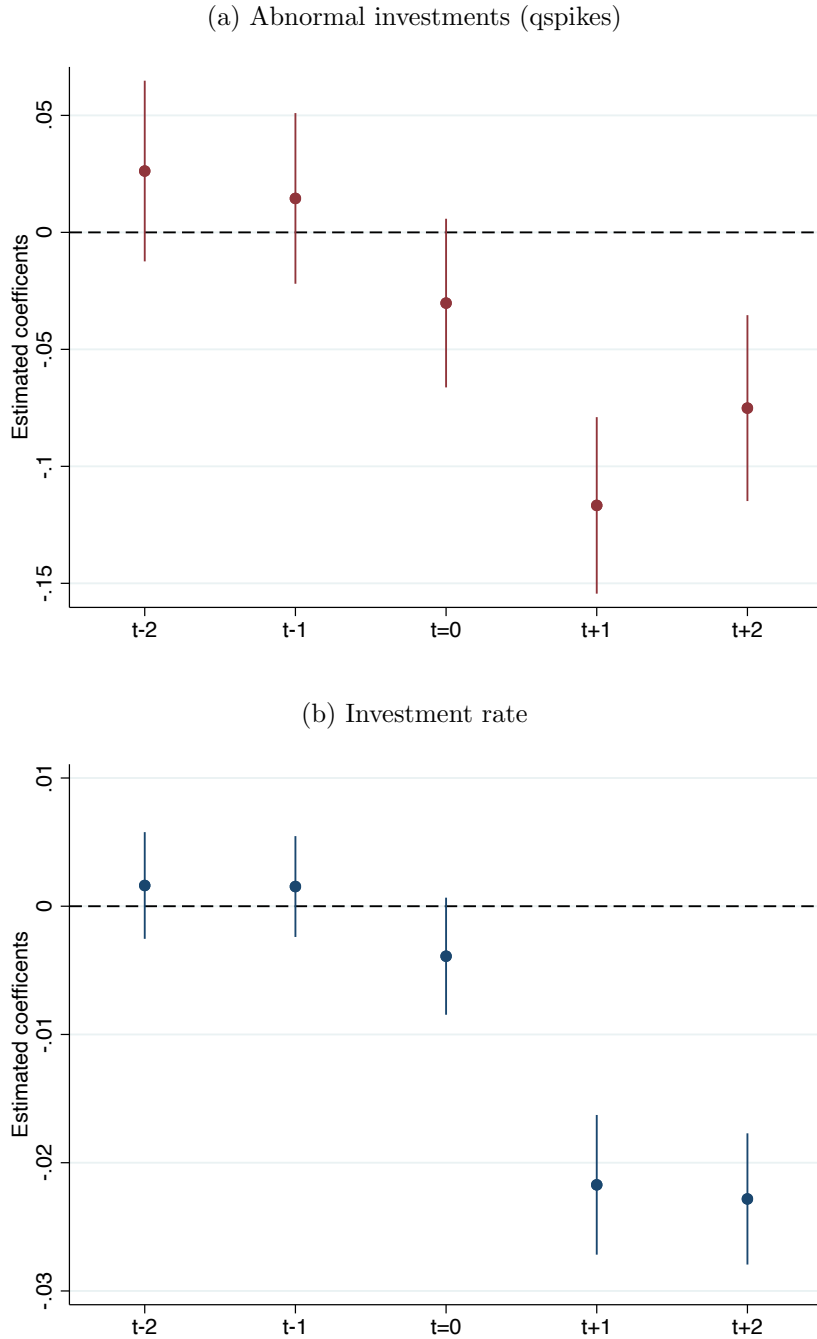 (a) Abnormal investments (qspikes)
Estimated coefficents
.05
0
-.05
-.1
-.15
t-2 t-1 t=0 t+1 t+2
(b) Investment rate
Estimated coefficents
.01
0
-.01
-.02
-.03
t-2 t-1 t=0 t+1 t+2